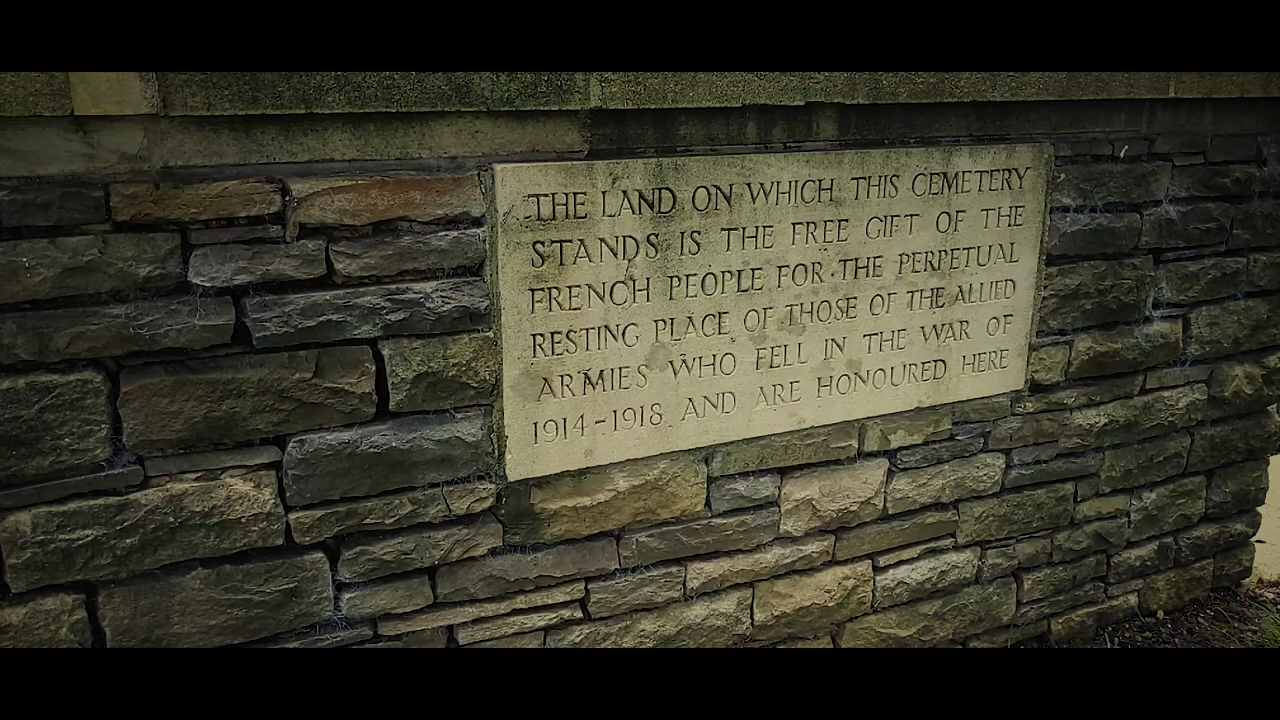 THE LAND ON WHICH THIS CEMETERY
STANDS IS THE FREE GIFT OF THE
FRENCH PEOPLE FOR THE PERPETUAL
RESTING PLACE OF THOSE OF THE ALLIED
ARMIES WHO FELL IN THE WAR OF
1914-1918 AND ARE HONOURED HERE